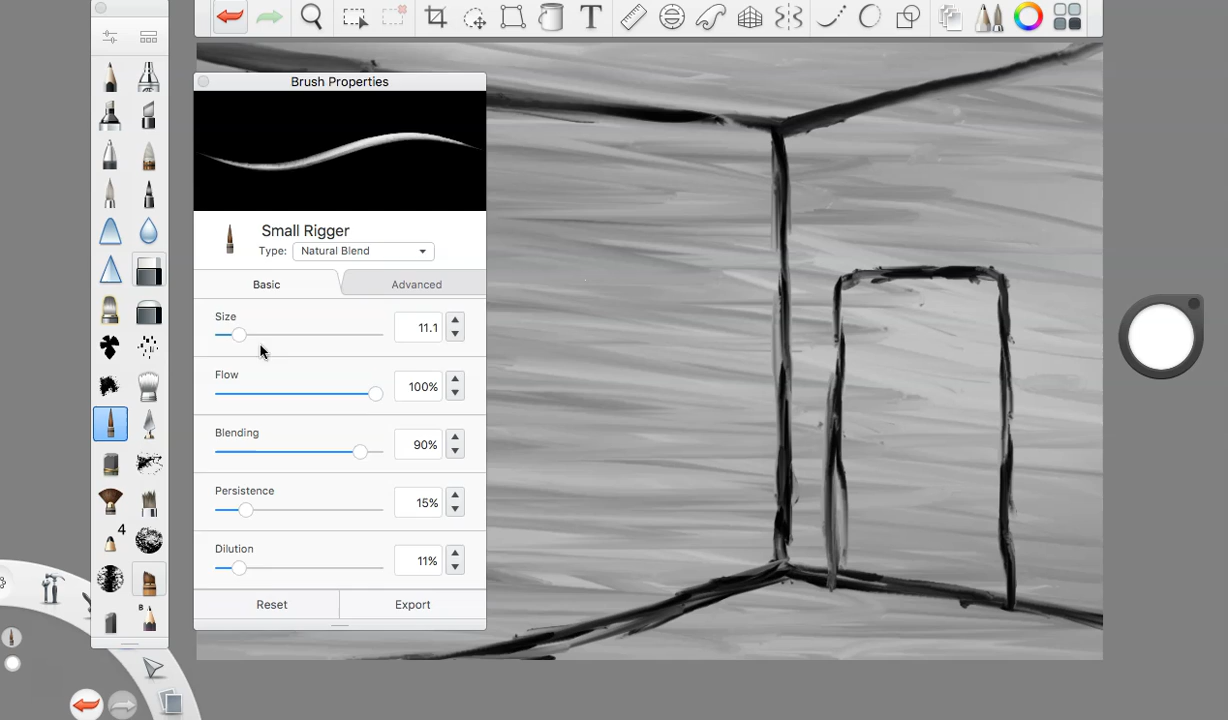 Brush Properties
Small Rigger
Type: Natural Blend
Basic Advanced
Size
11.1
Flow
100%
Blending
90%
Persistence
15%
Dilution
11%
Reset Export
T
4
B